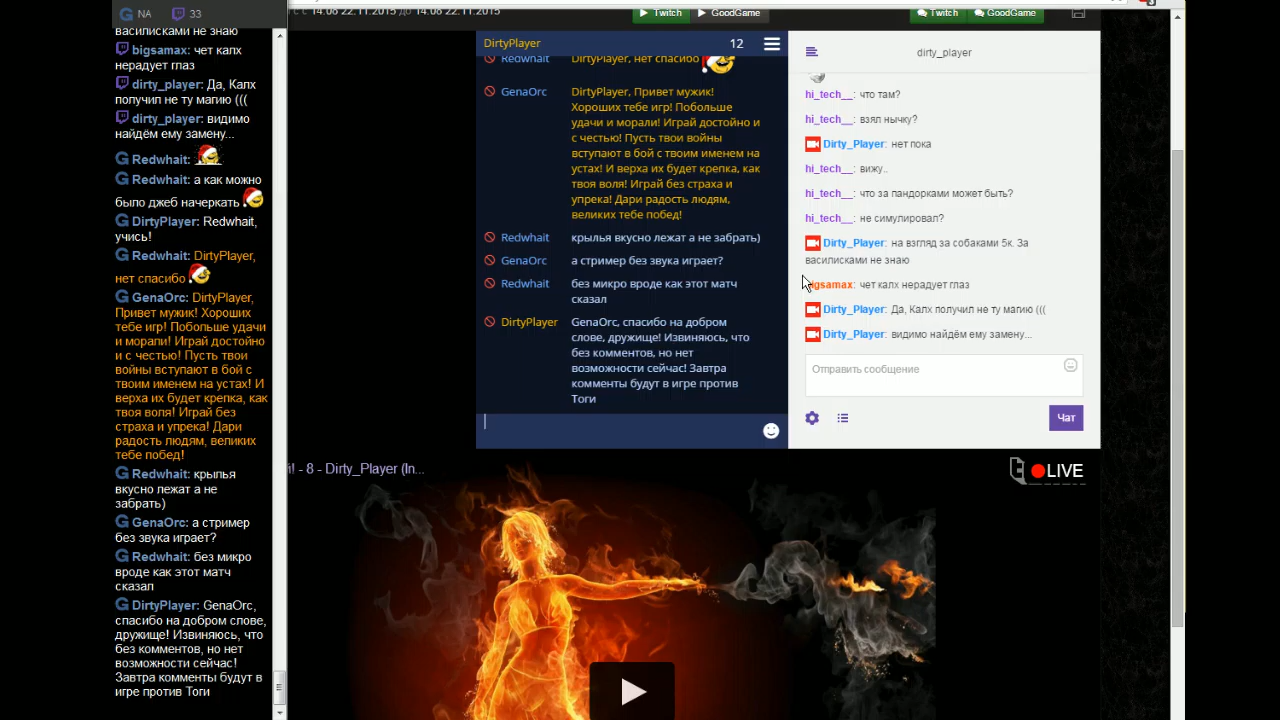 NA 33
василисками не знаю
bigsamax: чет калх
нерадует глаз
dirty_player: Да, Калх
получил не ту магию (((
dirty_player: видимо
найдём ему замену...
Redwhait:
Redwhait: а как можно
было джеб начеркать
DirtyPlayer: Redwhait,
учись!
Redwhait: DirtyPlayer,
нет спасибо
GenaOrc: DirtyPlayer,
Привет мужик!
Хороших тебе игр!
Побольше удачи
и морали! Играй достойно
и с честью! Пусть твои
войны вступают в бой с
твоим именем на устах! И
верха их будет крепка, как
твоя воля! Играй без
страха и упрека! Дари
радость людям, великих
тебе побед!
Redwhait: крылья
вкусно лежат а не
забрать)
GenaOrc: а стример
без звука играет?
Redwhait: без микро
вроде как этот матч
сказал
DirtyPlayer: GenaOrc,
спасибо на добром слове,
дружище! Извиняюсь, что
без комментов, но нет
возможности сейчас!
Завтра комменты будут в
игре против Тоги
с 14.06 22.11.2015 до 14.06 22.11.2015
Twitch GoodGame
Twitch GoodGame
DirtyPlayer 12
Redwhait DirtyPlayer, нет спасибо
GenaOrc DirtyPlayer, Привет мужик!
Хороших тебе игр! Побольше
удачи и морали! Играй достойно и
с честью! Пусть твои войны
вступают в бой с твоим именем на
устах! И верха их будет крепка, как
твоя воля! Играй без страха и
упрека! Дари радость людям,
великих тебе побед!
Redwhait крылья вкусно лежат а не забрать)
GenaOrc а стример без звука играет?
Redwhait без микро вроде как этот матч
сказал
DirtyPlayer GenaOrc, спасибо на добром
слове, дружище! Извиняюсь, что
без комментов, но нет
возможности сейчас! Завтра
комменты будут в игре против
Тоги
dirty_player
hi_tech__: что там?
hi_tech__: взял нычку?
Dirty_Player: нет пока
hi_tech__: вижу..
hi_tech__: что за пандорками может быть?
hi_tech__: не симулировал?
Dirty_Player: на взгляд за собаками 5к. За
василисками не знаю
bigsamax: чет калх нерадует глаз
Dirty_Player: Да, Калх получил не ту магию (((
Dirty_Player: видимо найдём ему замену...
Отправить сообщение
Чат
й! - 8 - Dirty_Player (In...
LIVE